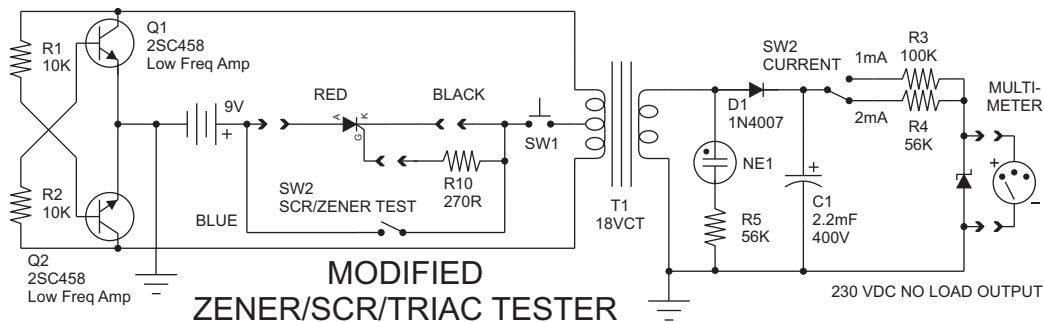 Q1
2SC458
Low Freq Amp
R1
10K
9V
+
RED
A
K
G
BLACK
SW1
R10
270R
SW2
SCR/ZENER TEST
BLUE
R2
10K
Q2
2SC458
Low Freq Amp
T1
18VCT
D1
1N4007
NE1
R5
56K
+
C1
2.2mF
400V
SW2
CURRENT
1mA
2mA
R3
100K
R4
56K
MULTI-
METER
+
–
MODIFIED
ZENER/SCR/TRIAC TESTER
230 VDC NO LOAD OUTPUT